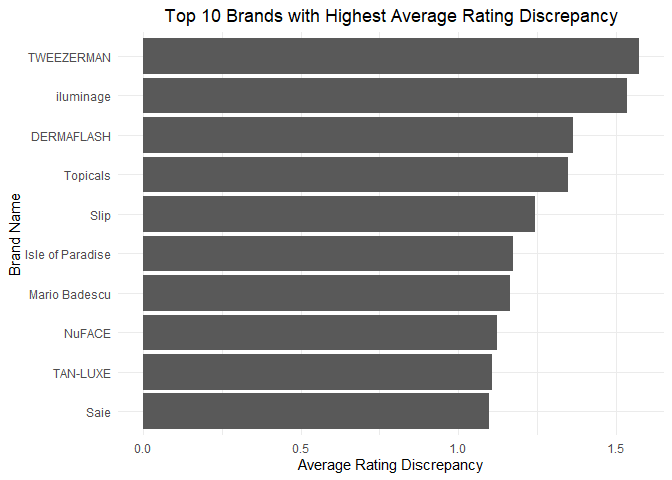 Top 10 Brands with Highest Average Rating Discrepancy
Brand Name
TWEEZERMAN
iluminage
DERMAFLASH
Topicals
Slip
Isle of Paradise
Mario Badescu
NuFACE
TAN-LUXE
Saie
0.0 0.5 1.0 1.5
Average Rating Discrepancy